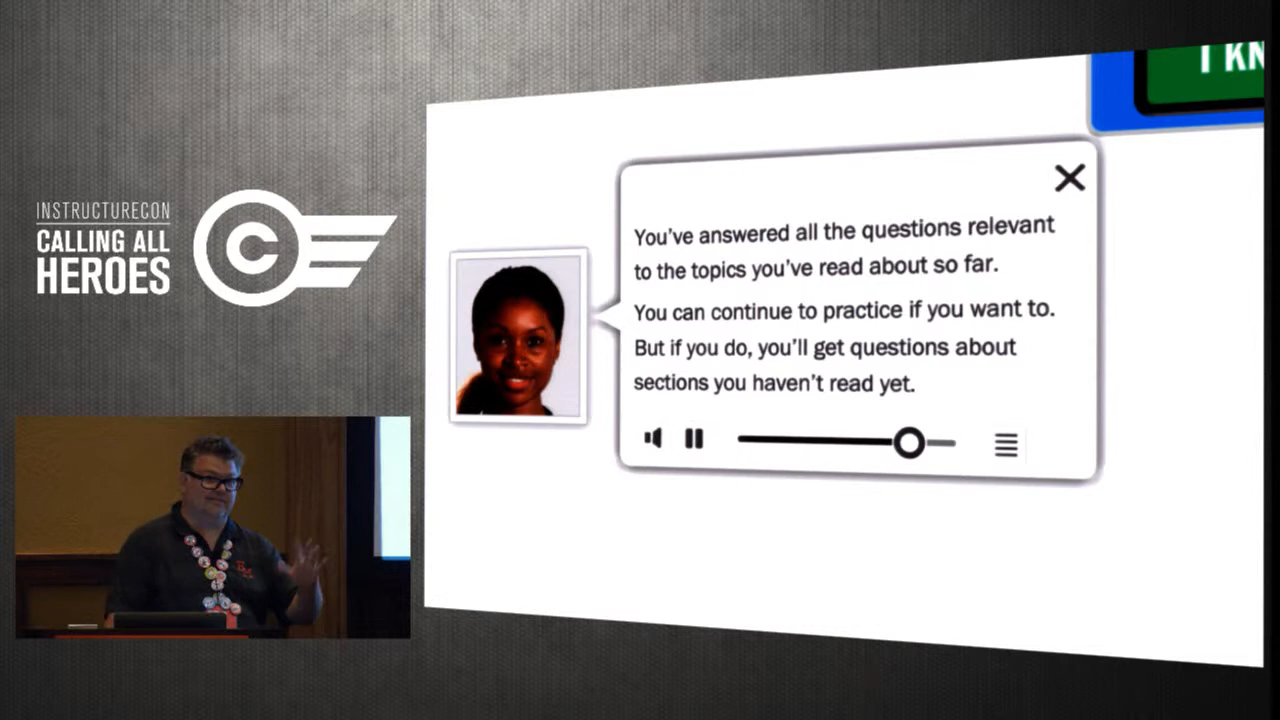 INSTRUCTURECON
CALLING ALL
HEROES
C
I KN
You've answered all the questions relevant
to the topics you've read about so far.
You can continue to practice if you want to.
But if you do, you'll get questions about
sections you haven't read yet.